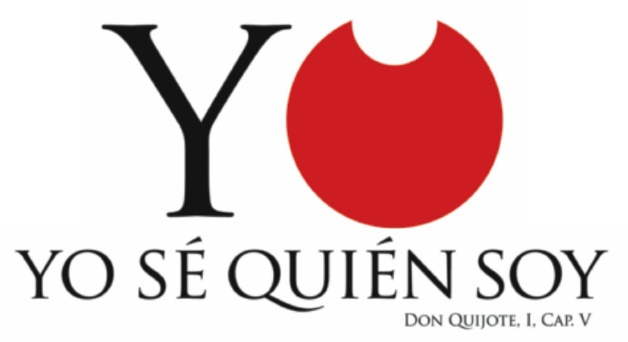 YO
YO SÉ QUIÉN SOY
DON QUIJOTE, I, CAP. V